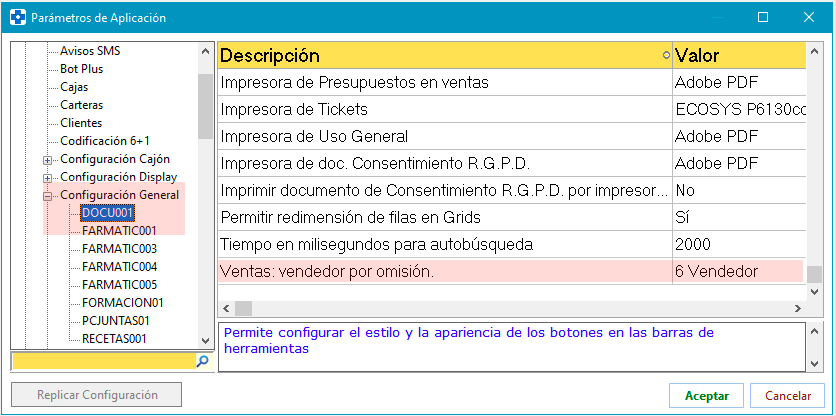 Parámetros de Aplicación
Avisos SMS
Bot Plus
Cajas
Carteras
Clientes
Codificación 6+1
Configuración Cajón
Configuración Display
Configuración General
DOCU001
FARMATIC001
FARMATIC003
FARMATIC004
FARMATIC005
FORMACION01
PCJUNTAS01
RECETAS001
Descripción Valor
Impresora de Presupuestos en ventas Adobe PDF
Impresora de Tickets ECOSYS P6130cc
Impresora de Uso General Adobe PDF
Impresora de doc. Consentimiento R.G.P.D. Adobe PDF
Imprimir documento de Consentimiento R.G.P.D. por impresor... No
Permitir redimensión de filas en Grids Sí
Tiempo en milisegundos para autobúsqueda 2000
Ventas: vendedor por omisión. 6 Vendedor
Permite configurar el estilo y la apariencia de los botones en las barras de
herramientas
Replicar Configuración Aceptar Cancelar